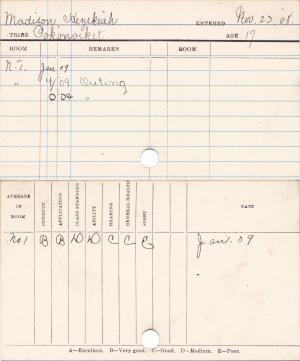 Madison, Hezekiah ENTERED Nov. 23 '08.
TRIBE Pokonoket AGE 17
ROOM REMARKS ROOM
N.T. Jan 09
" 4/'09 Outing
0 '09 "
AVERAGE IN ROOM CONDUCT APPLICATION CLASS STANDING ABILITY HEARING GENERAL HEALTH SIGHT DATE
No 1 B B D D C C C Jan. 09
A—Excellent. B—Very good. C—Good. D—Medium. E—Poor.